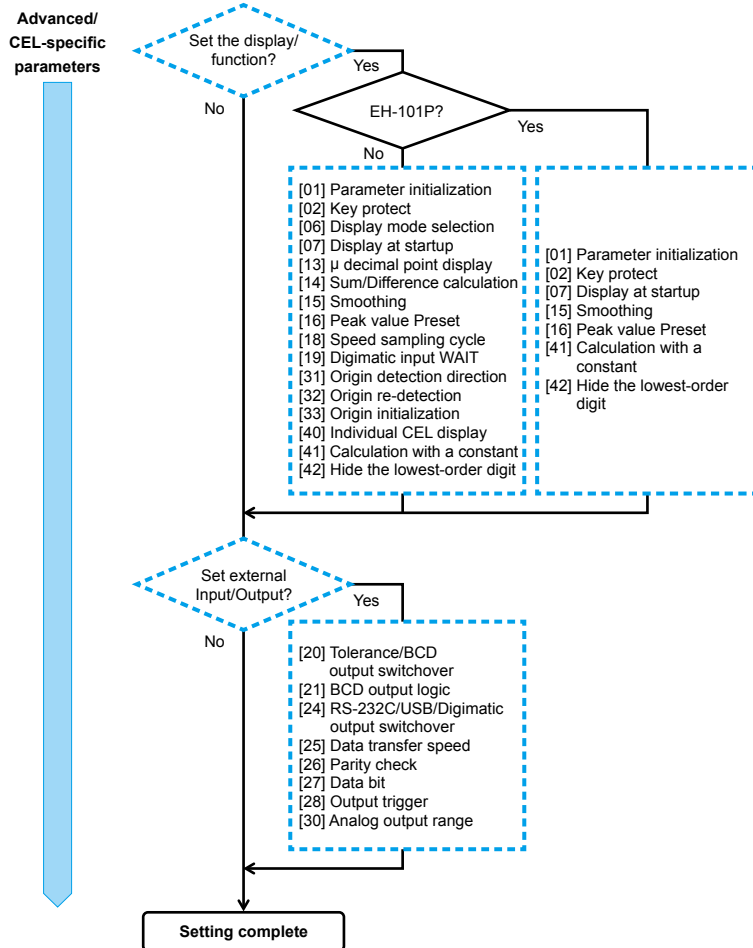 Advanced/
CEL-specific
parameters
Set the display/
function?
Yes
No
EH-101P?
Yes
No
[01] Parameter initialization
[02] Key protect
[06] Display mode selection
[07] Display at startup
[13] μ decimal point display
[14] Sum/Difference calculation
[15] Smoothing
[16] Peak value Preset
[18] Speed sampling cycle
[19] Digimatic input WAIT
[31] Origin detection direction
[32] Origin re-detection
[33] Origin initialization
[40] Individual CEL display
[41] Calculation with a constant
[42] Hide the lowest-order digit
[01] Parameter initialization
[02] Key protect
[07] Display at startup
[15] Smoothing
[16] Peak value Preset
[41] Calculation with a
constant
[42] Hide the lowest-order
digit
Set external
Input/Output?
Yes
No
[20] Tolerance/BCD
output switchover
[21] BCD output logic
[24] RS-232C/USB/Digimatic
output switchover
[25] Data transfer speed
[26] Parity check
[27] Data bit
[28] Output trigger
[30] Analog output range
Setting complete